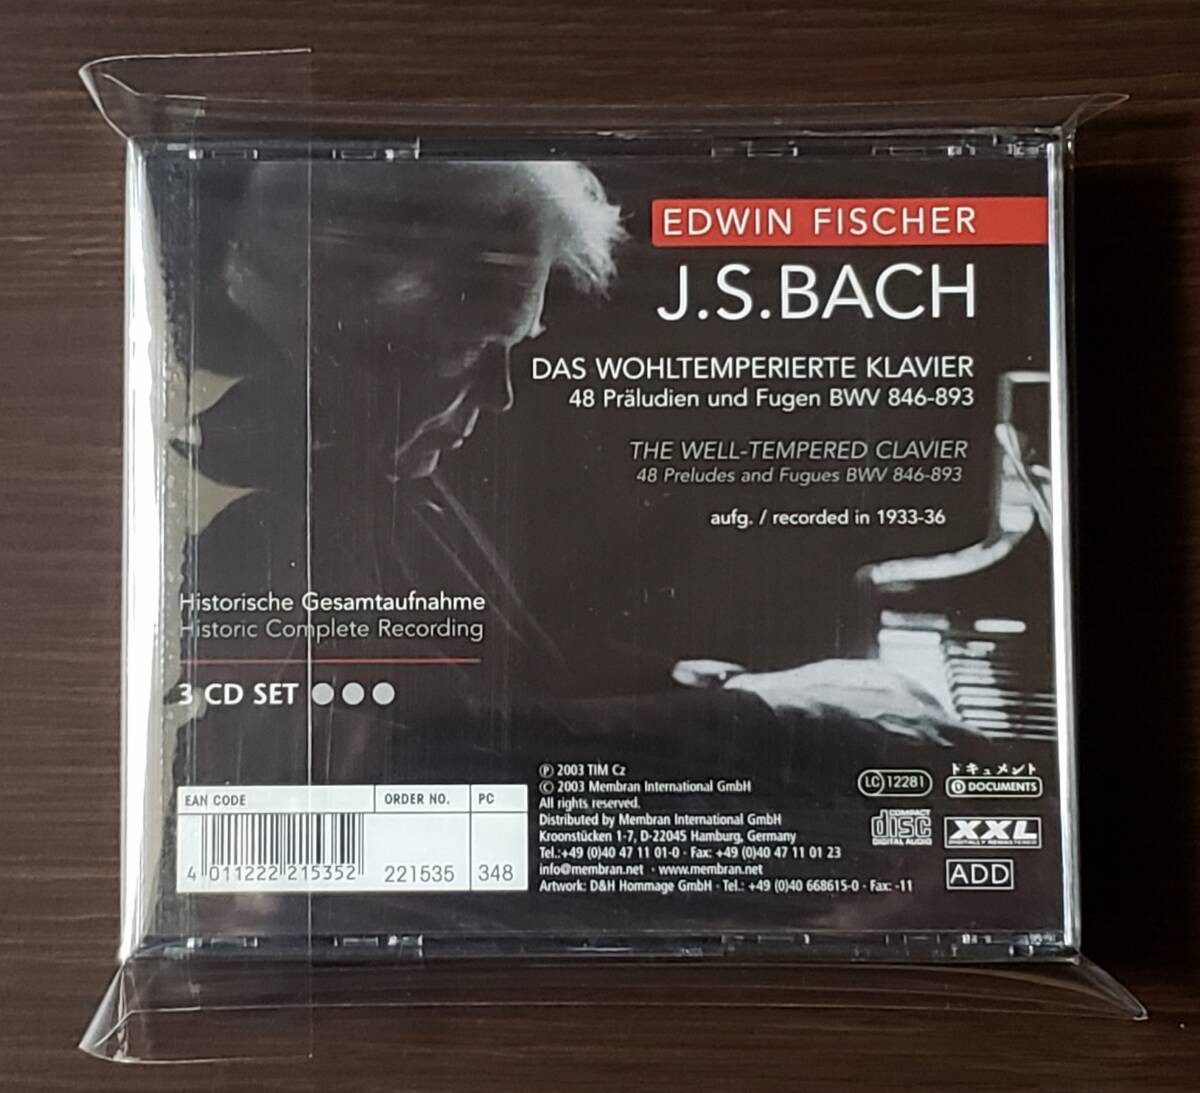 EDWIN FISCHER
J.S.BACH
DAS WOHLTEMPERIERTE KLAVIER
48 Präludien und Fugen BWV 846-893
THE WELL-TEMPERED CLAVIER
48 Preludes and Fugues BWV 846-893
aufg. / recorded in 1933-36
Historische Gesamtaufnahme
Historic Complete Recording
3 CD SET
EAN CODE ORDER NO. PC
4 011222 215352 221535 348
℗ 2003 TIM Cz
© 2003 Membran International GmbH
All rights reserved.
Distributed by Membran International GmbH
Kroonstücken 1-7, D-22045 Hamburg, Germany
Tel.:+49 (0)40 47 11 01-0 · Fax: +49 (0)40 47 11 01 23
info@membran.net · www.membran.net
Artwork: D&H Hommage GmbH · Tel.: +49 (0)40 668615-0 · Fax: -11
LC 12281
ドキュメント
DOCUMENTS
COMPACT
disc
DIGITAL AUDIO
XXL
DIGITALLY REMASTERED
ADD